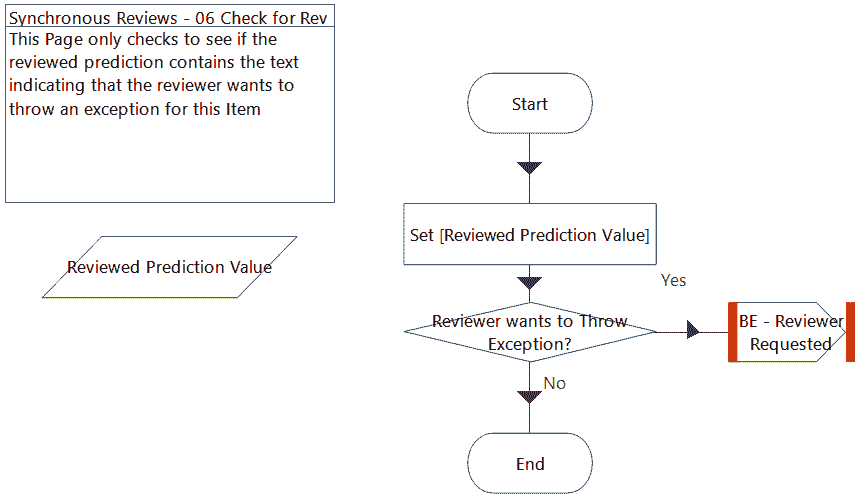 Synchronous Reviews - 06 Check for Rev
This Page only checks to see if the
reviewed prediction contains the text
indicating that the reviewer wants to
throw an exception for this Item
Reviewed Prediction Value
Start
Set [Reviewed Prediction Value]
Reviewer wants to Throw
Exception?
Yes
BE - Reviewer
Requested
No
End